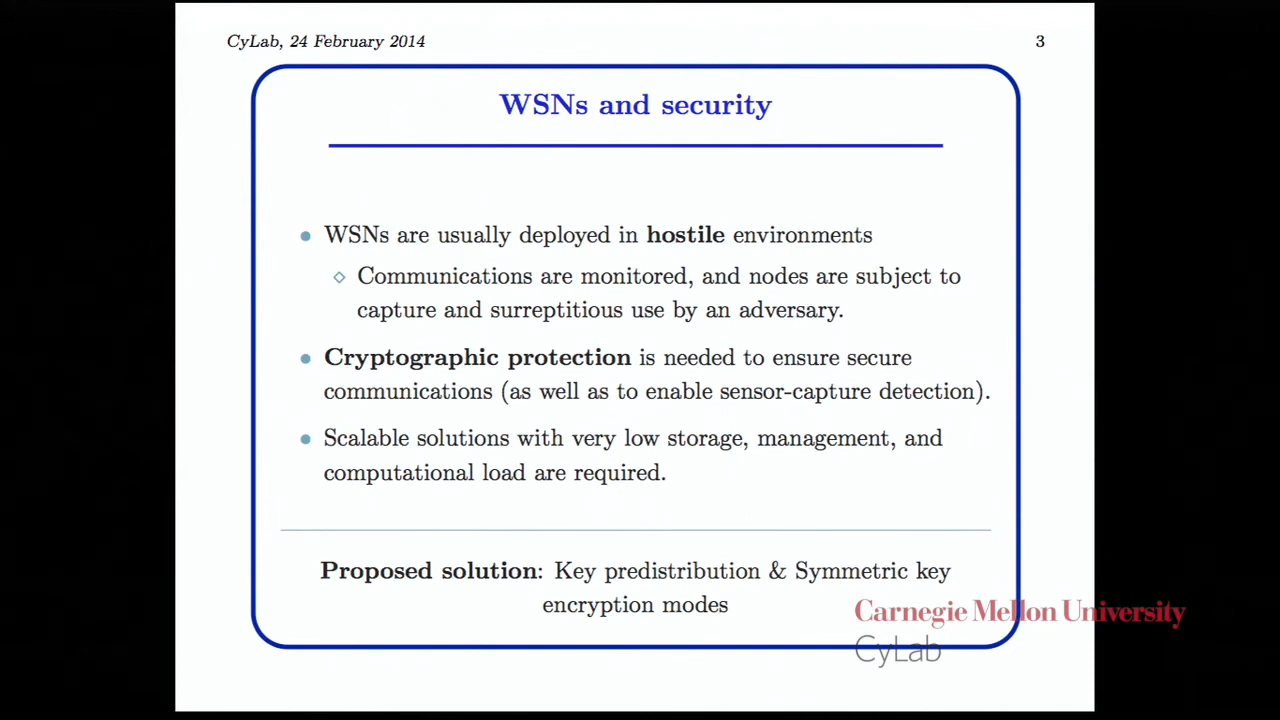 CyLab, 24 February 2014
3
WSNs and security
• WSNs are usually deployed in hostile environments
◇ Communications are monitored, and nodes are subject to
capture and surreptitious use by an adversary.
• Cryptographic protection is needed to ensure secure
communications (as well as to enable sensor-capture detection).
• Scalable solutions with very low storage, management, and
computational load are required.
Proposed solution: Key predistribution & Symmetric key
encryption modes
Carnegie Mellon University
CyLab